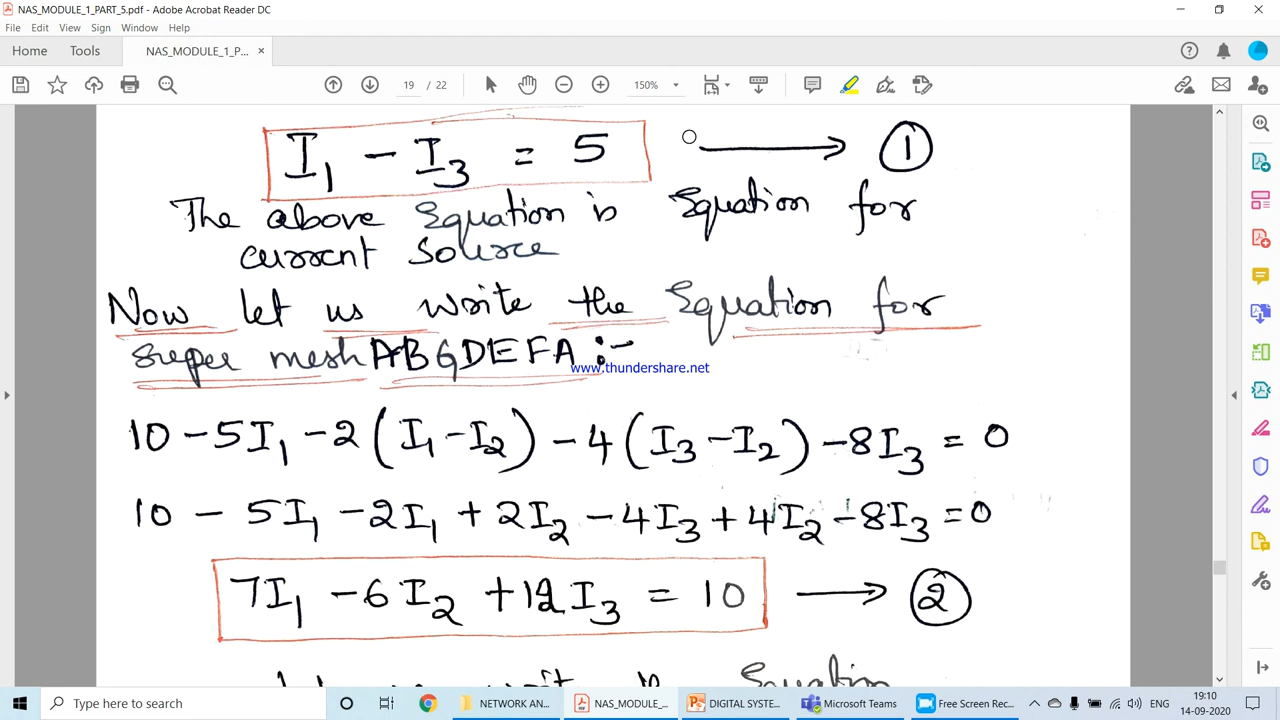 NAS_MODULE_1_PART_5.pdf - Adobe Acrobat Reader DC
File Edit View Sign Window Help
Home Tools NAS_MODULE_1_P... ×
19 / 22 150%
I₁ - I₃ = 5 → ①
The above Equation is Equation for
current source
Now let us write the Equation for
super mesh ABGDEFA :-
www.thundershare.net
10 - 5I₁ - 2(I₁ - I₂) - 4(I₃ - I₂) - 8I₃ = 0
10 - 5I₁ - 2I₁ + 2I₂ - 4I₃ + 4I₂ - 8I₃ = 0
7I₁ - 6I₂ + 12I₃ = 10 → ②
Equation
Type here to search
NETWORK AN... NAS_MODULE_1_P... DIGITAL SYSTE... Microsoft Teams Free Screen Rec... ENG 19:10
14-09-2020